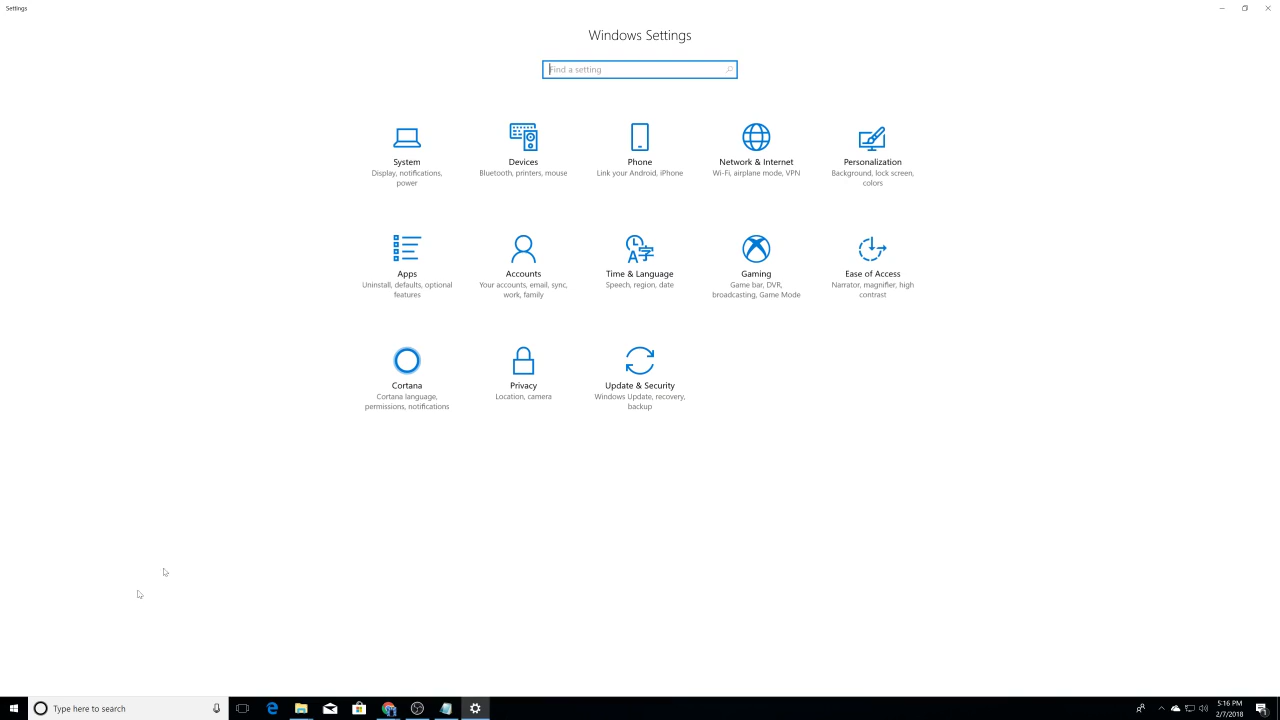 Settings
Windows Settings
Find a setting
System
Display, notifications,
power
Devices
Bluetooth, printers, mouse
Phone
Link your Android, iPhone
Network & Internet
Wi-Fi, airplane mode, VPN
Personalization
Background, lock screen,
colors
Apps
Uninstall, defaults, optional
features
Accounts
Your accounts, email, sync,
work, family
Time & Language
Speech, region, date
Gaming
Game bar, DVR,
broadcasting, Game Mode
Ease of Access
Narrator, magnifier, high
contrast
Cortana
Cortana language,
permissions, notifications
Privacy
Location, camera
Update & Security
Windows Update, recovery,
backup
Type here to search
5:16 PM
2/7/2018